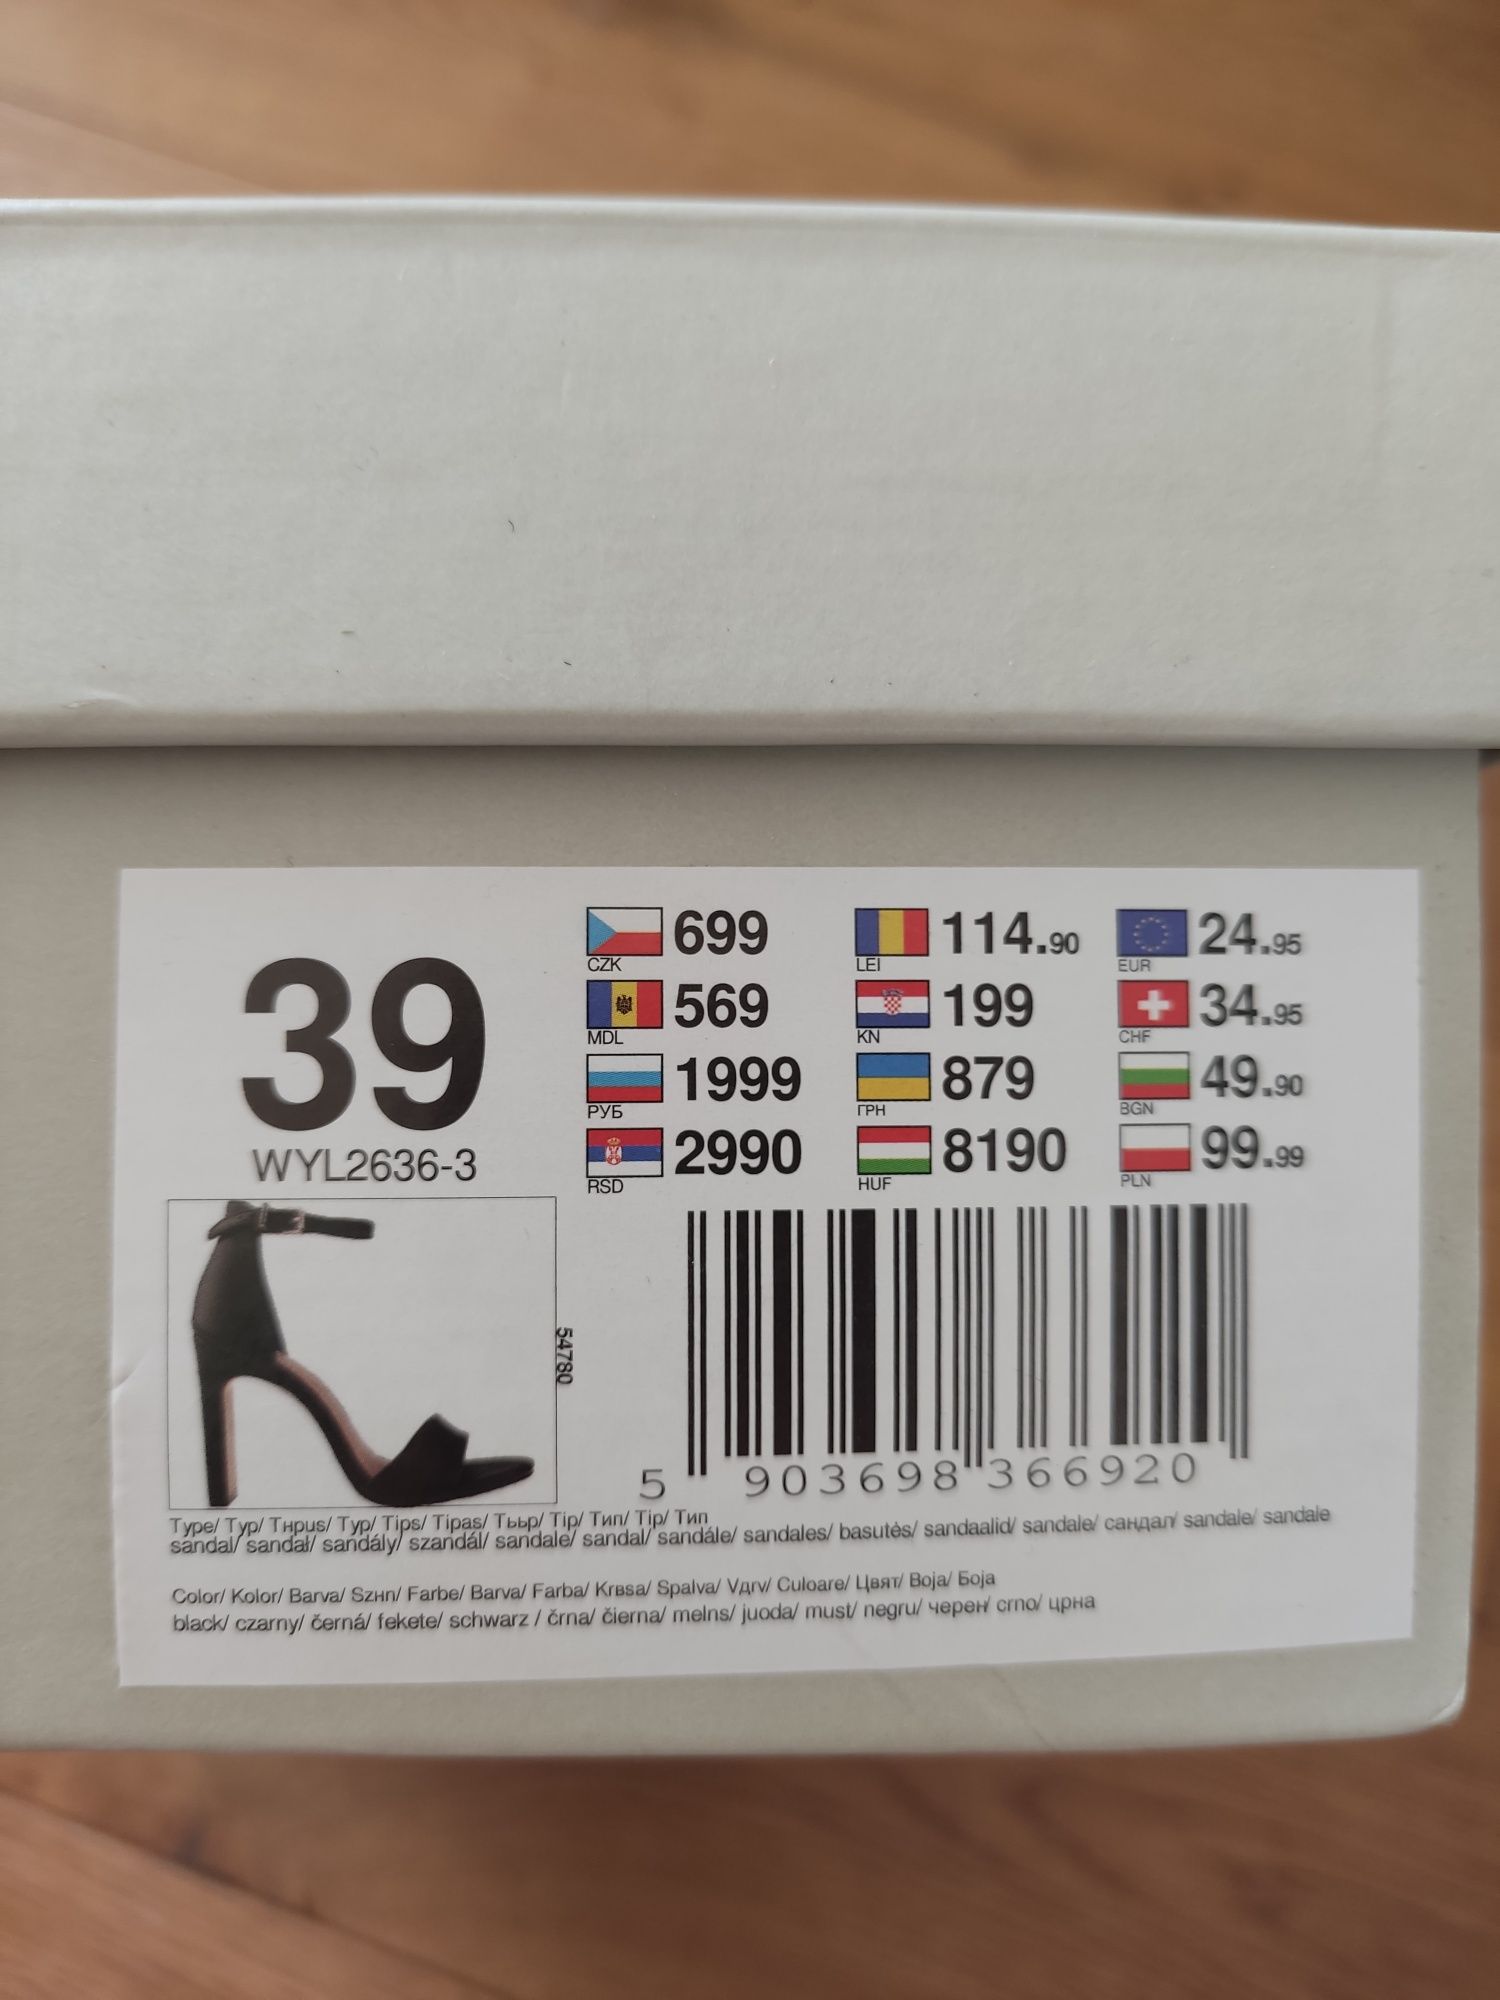 39
WYL2636-3
CZK 699
LEI 114.90
EUR 24.95
MDL 569
KN 199
CHF 34.95
РУБ 1999
ГРН 879
BGN 49.90
RSD 2990
HUF 8190
PLN 99.99
54780
5 903698 366920
Type/ Typ/ Tнpus/ Typ/ Tips/ Tipas/ Tььp/ Tip/ Тип/ Tip/ Тип
sandal/ sandał/ sandály/ szandál/ sandale/ sandal/ sandále/ sandales/ basutės/ sandaalid/ sandale/ сандал/ sandale/ sandale
Color/ Kolor/ Barva/ Szнn/ Farbe/ Barva/ Farba/ Krвsa/ Spalva/ Vдrv/ Culoare/ Цвят/ Boja/ Боја
black/ czarny/ černá/ fekete/ schwarz / črna/ čierna/ melns/ juoda/ must/ negru/ черен/ crno/ црна